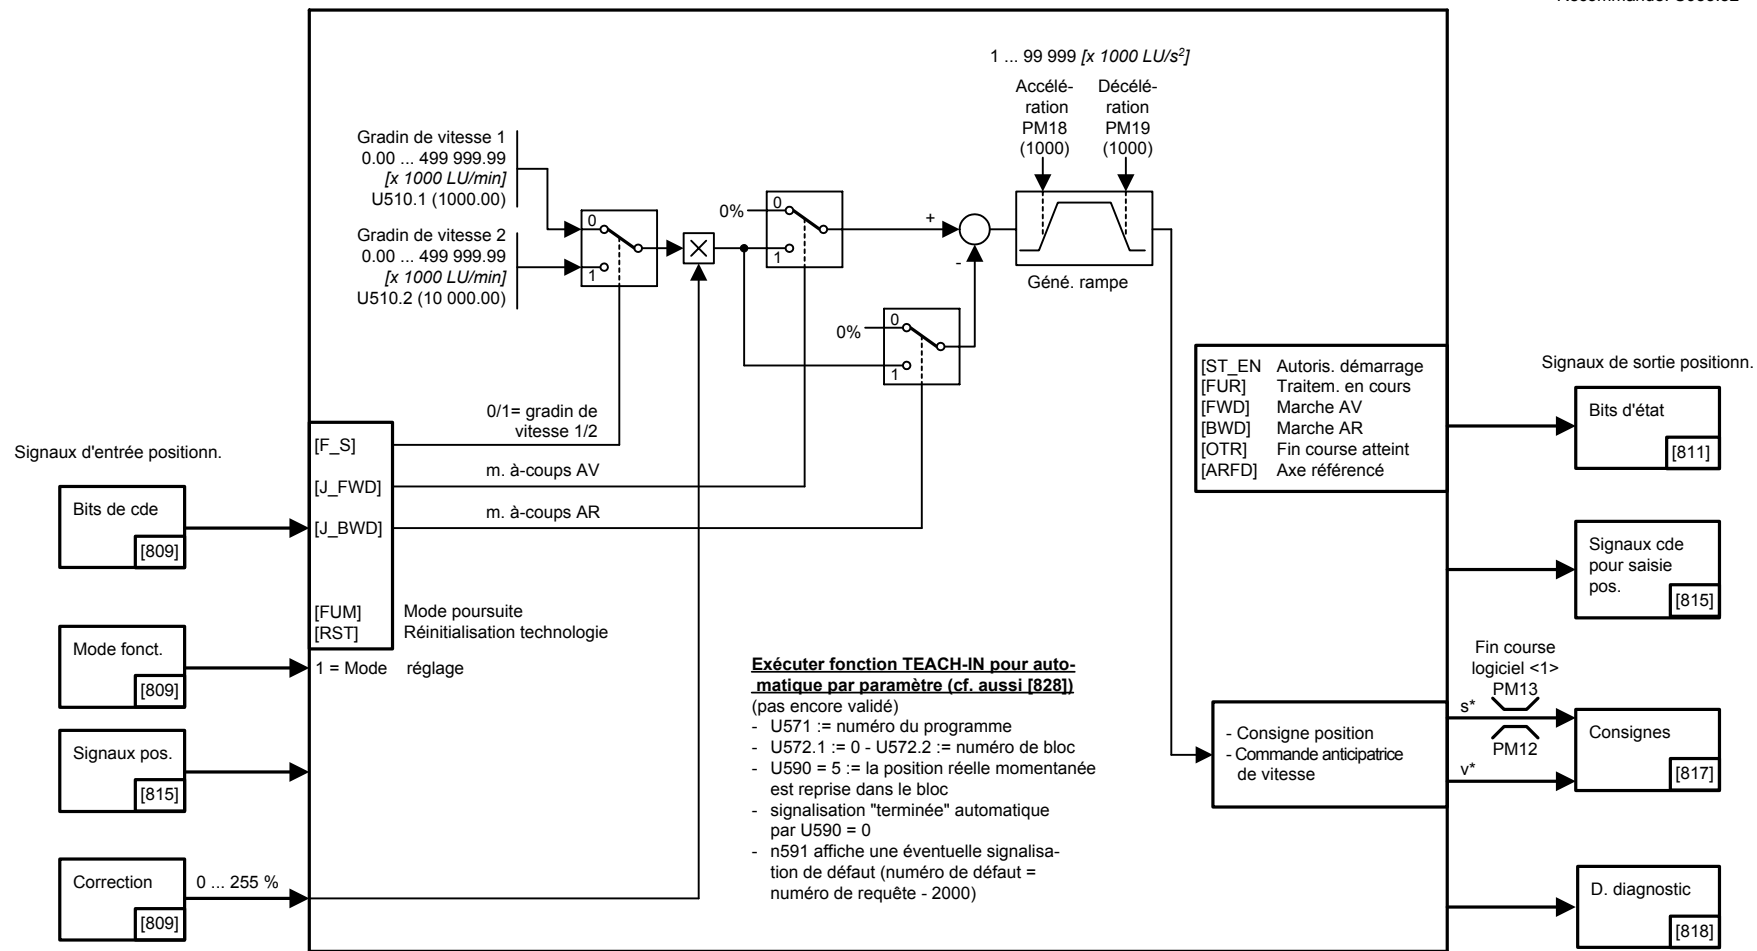 1 ... 99 999 [x 1000 LU/s²]
Accélé-
ration
PM18
(1000)
Décélé-
ration
PM19
(1000)
Gradin de vitesse 1
0.00 ... 499 999.99
[x 1000 LU/min]
U510.1 (1000.00)
Gradin de vitesse 2
0.00 ... 499 999.99
[x 1000 LU/min]
U510.2 (10 000.00)
0
1
X
0%
0
1
+
-
Géné. rampe
0%
0
1
0/1= gradin de
vitesse 1/2
m. à-coups AV
m. à-coups AR
[F_S]
[J_FWD]
[J_BWD]
[FUM] Mode poursuite
[RST] Réinitialisation technologie
1 = Mode réglage
Signaux d'entrée positionn.
Bits de cde
[809]
Mode fonct.
[809]
Signaux pos.
[815]
Correction
[809]
0 ... 255 %
Exécuter fonction TEACH-IN pour auto-
matique par paramètre (cf. aussi [828])
(pas encore validé)
- U571 := numéro du programme
- U572.1 := 0 - U572.2 := numéro de bloc
- U590 = 5 := la position réelle momentanée
est reprise dans le bloc
- signalisation "terminée" automatique
par U590 = 0
- n591 affiche une éventuelle signalisa-
tion de défaut (numéro de défaut =
numéro de requête - 2000)
[ST_EN Autoris. démarrage
[FUR] Traitem. en cours
[FWD] Marche AV
[BWD] Marche AR
[OTR] Fin course atteint
[ARFD] Axe référencé
- Consigne position
- Commande anticipatrice
de vitesse
Signaux de sortie positionn.
Bits d'état
[811]
Signaux cde
pour saisie
pos.
[815]
Fin course
logiciel <1>
PM13
s*
PM12
v*
Consignes
[817]
D. diagnostic
[818]